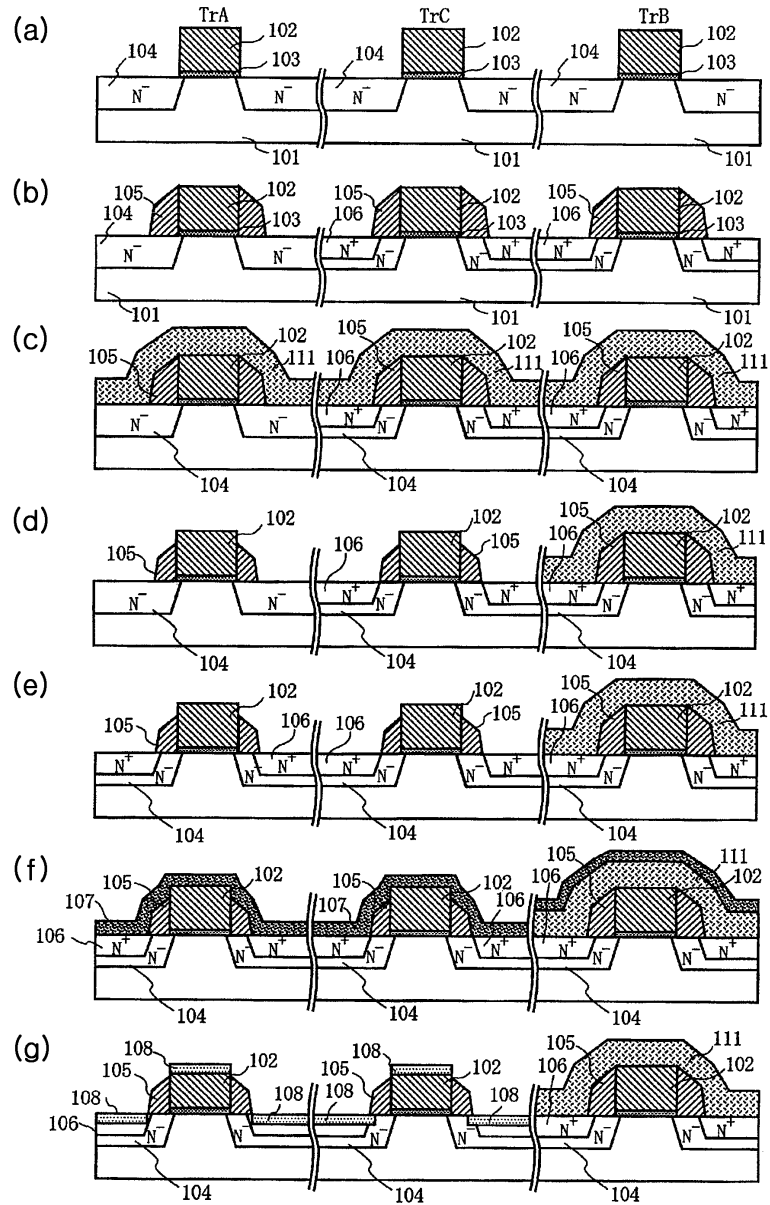 TrA TrC TrB
(a) 104 102 104 102 104 102
103 103 103
N⁻ N⁻ N⁻ N⁻ N⁻ N⁻
101 101 101
(b) 105 102 105 102 105 102
104 103 106 103 106 103
N⁻ N⁻ N⁺ N⁻ N⁺ N⁻ N⁻ N⁺
101 101 101
(c) 105 102 111 106 105 102 111 106 105 102 111
N⁻ N⁻ N⁺ N⁻ N⁺ N⁻ N⁻ N⁺
104 104 104
(d) 105 102 106 102 105 106 105 102 111
N⁻ N⁻ N⁺ N⁻ N⁺ N⁻ N⁻ N⁺
104 104 104
(e) 105 102 106 106 102 105 106 105 102 111
N⁺ N⁻ N⁻ N⁺ N⁺ N⁻ N⁻ N⁺ N⁺ N⁻ N⁻ N⁺
104 104 104
(f) 107 105 102 107 105 102 106 106 105 111 102
106 N⁺ N⁻ N⁻ N⁺ N⁺ N⁻ N⁻ N⁺ N⁺ N⁻ N⁻ N⁺
104 104 104
(g) 108 102 108 102 105 111
105 105 106 102
108 108 108 108
106 N⁻ N⁻ N⁻ N⁻ N⁺ N⁻ N⁻ N⁺
104 104 104